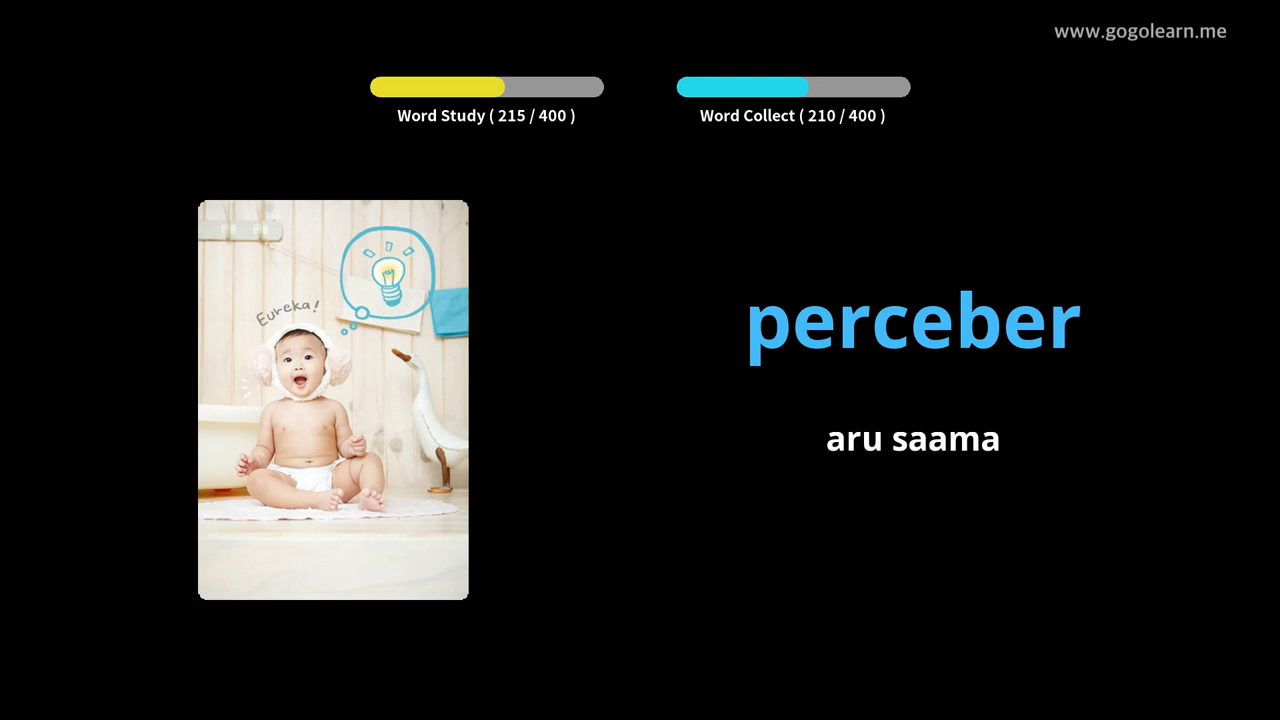 www.gogolearn.me
Word Study ( 215 / 400 )
Word Collect ( 210 / 400 )
Eureka!
perceber
aru saama